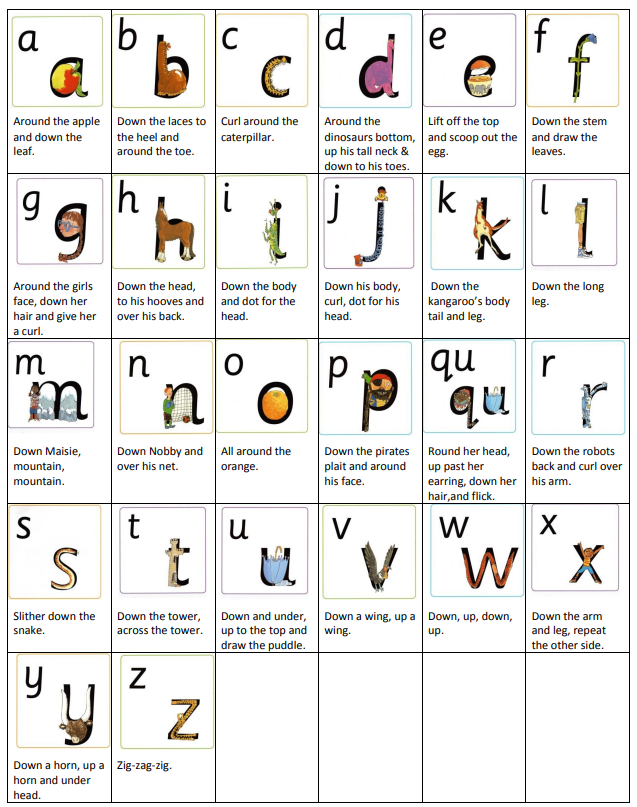 a
Around the apple
and down the
leaf.
b
Down the laces to
the heel and
around the toe.
c
Curl around the
caterpillar.
d
Around the
dinosaurs bottom,
up his tall neck &
down to his toes.
e
Lift off the top
and scoop out the
egg.
f
Down the stem
and draw the
leaves.
g
Around the girls
face, down her
hair and give her
a curl.
h
Down the head,
to his hooves and
over his back.
i
Down the body
and dot for the
head.
j
Down his body,
curl, dot for his
head.
k
Down the
kangaroo's body
tail and leg.
l
Down the long
leg.
m
Down Maisie,
mountain,
mountain.
n
Down Nobby and
over his net.
o
All around the
orange.
p
Down the pirates
plait and around
his face.
qu
Round her head,
up past her
earring, down her
hair,and flick.
r
Down the robots
back and curl over
his arm.
s
Slither down the
snake.
t
Down the tower,
across the tower.
u
Down and under,
up to the top and
draw the puddle.
v
Down a wing, up a
wing.
w
Down, up, down,
up.
x
Down the arm
and leg, repeat
the other side.
y
Down a horn, up a
horn and under
head.
z
Zig-zag-zig.